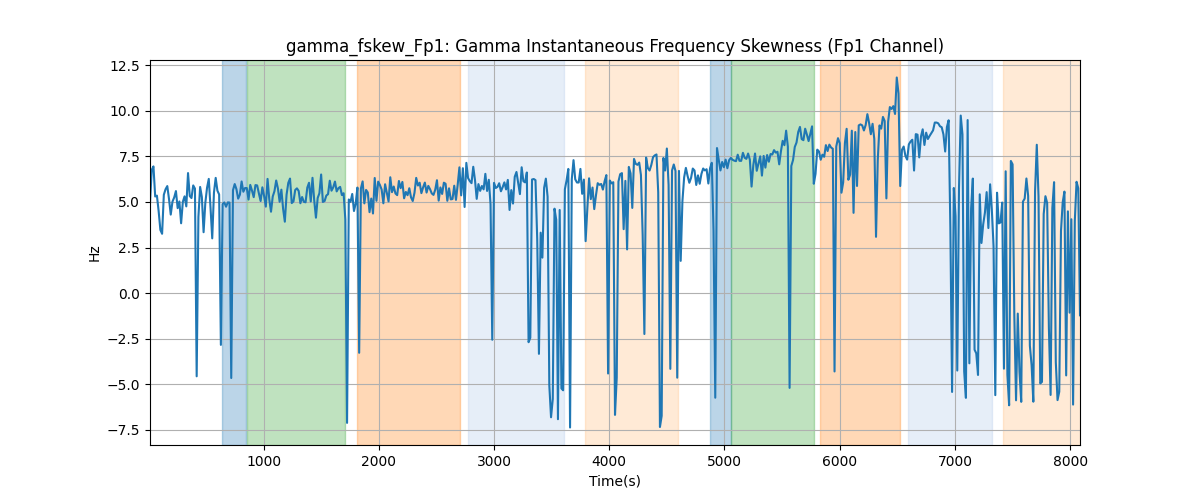 gamma_fskew_Fp1: Gamma Instantaneous Frequency Skewness (Fp1 Channel)
12.5
10.0
7.5
5.0
2.5
0.0
−2.5
−5.0
−7.5
Hz
1000 2000 3000 4000 5000 6000 7000 8000
Time(s)